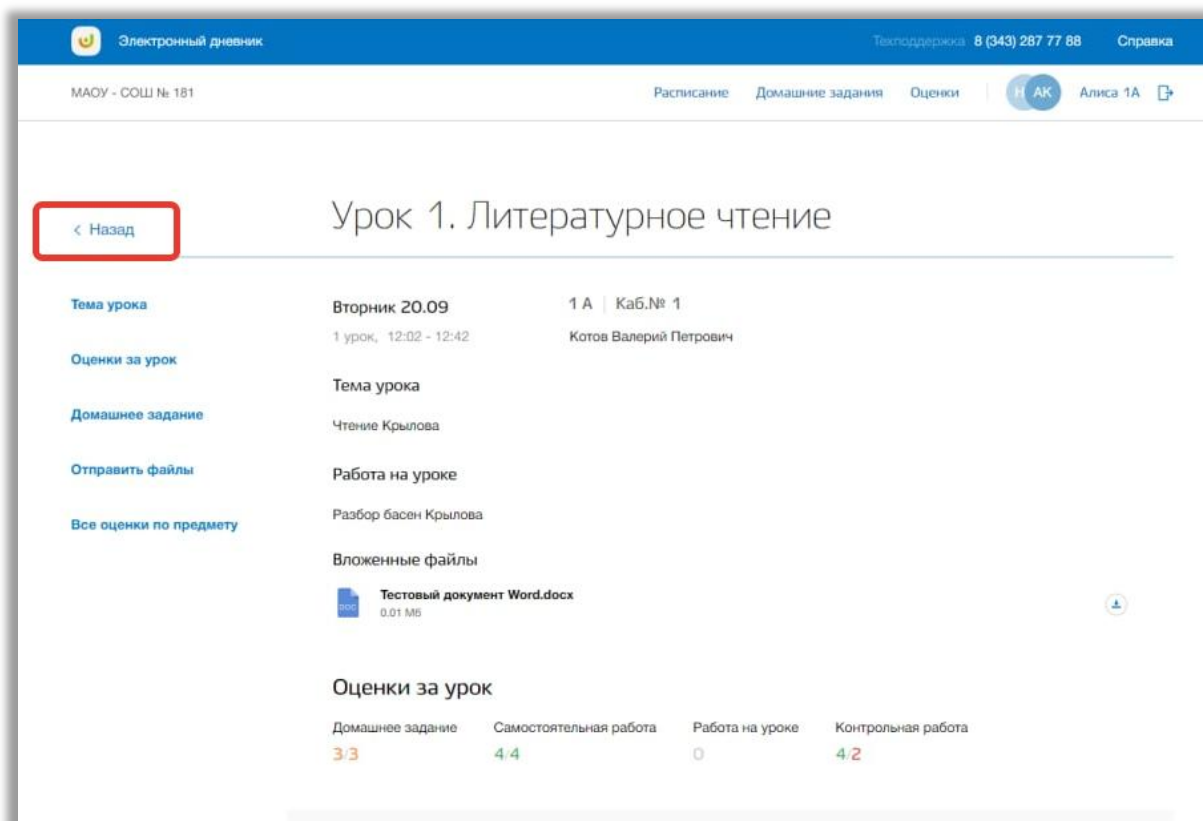 Электронный дневник
Техподдержка 8 (343) 287 77 88 Справка
МАОУ - СОШ № 181
Расписание Домашние задания Оценки Н АК Алиса 1А
< Назад
Урок 1. Литературное чтение
Тема урока
Оценки за урок
Домашнее задание
Отправить файлы
Все оценки по предмету
Вторник 20.09
1 урок, 12:02 - 12:42
1 А | Каб.№ 1
Котов Валерий Петрович
Тема урока
Чтение Крылова
Работа на уроке
Разбор басен Крылова
Вложенные файлы
DOC
Тестовый документ Word.docx
0.01 Мб
Оценки за урок
Домашнее задание Самостоятельная работа Работа на уроке Контрольная работа
3/3 4/4 0 4/2